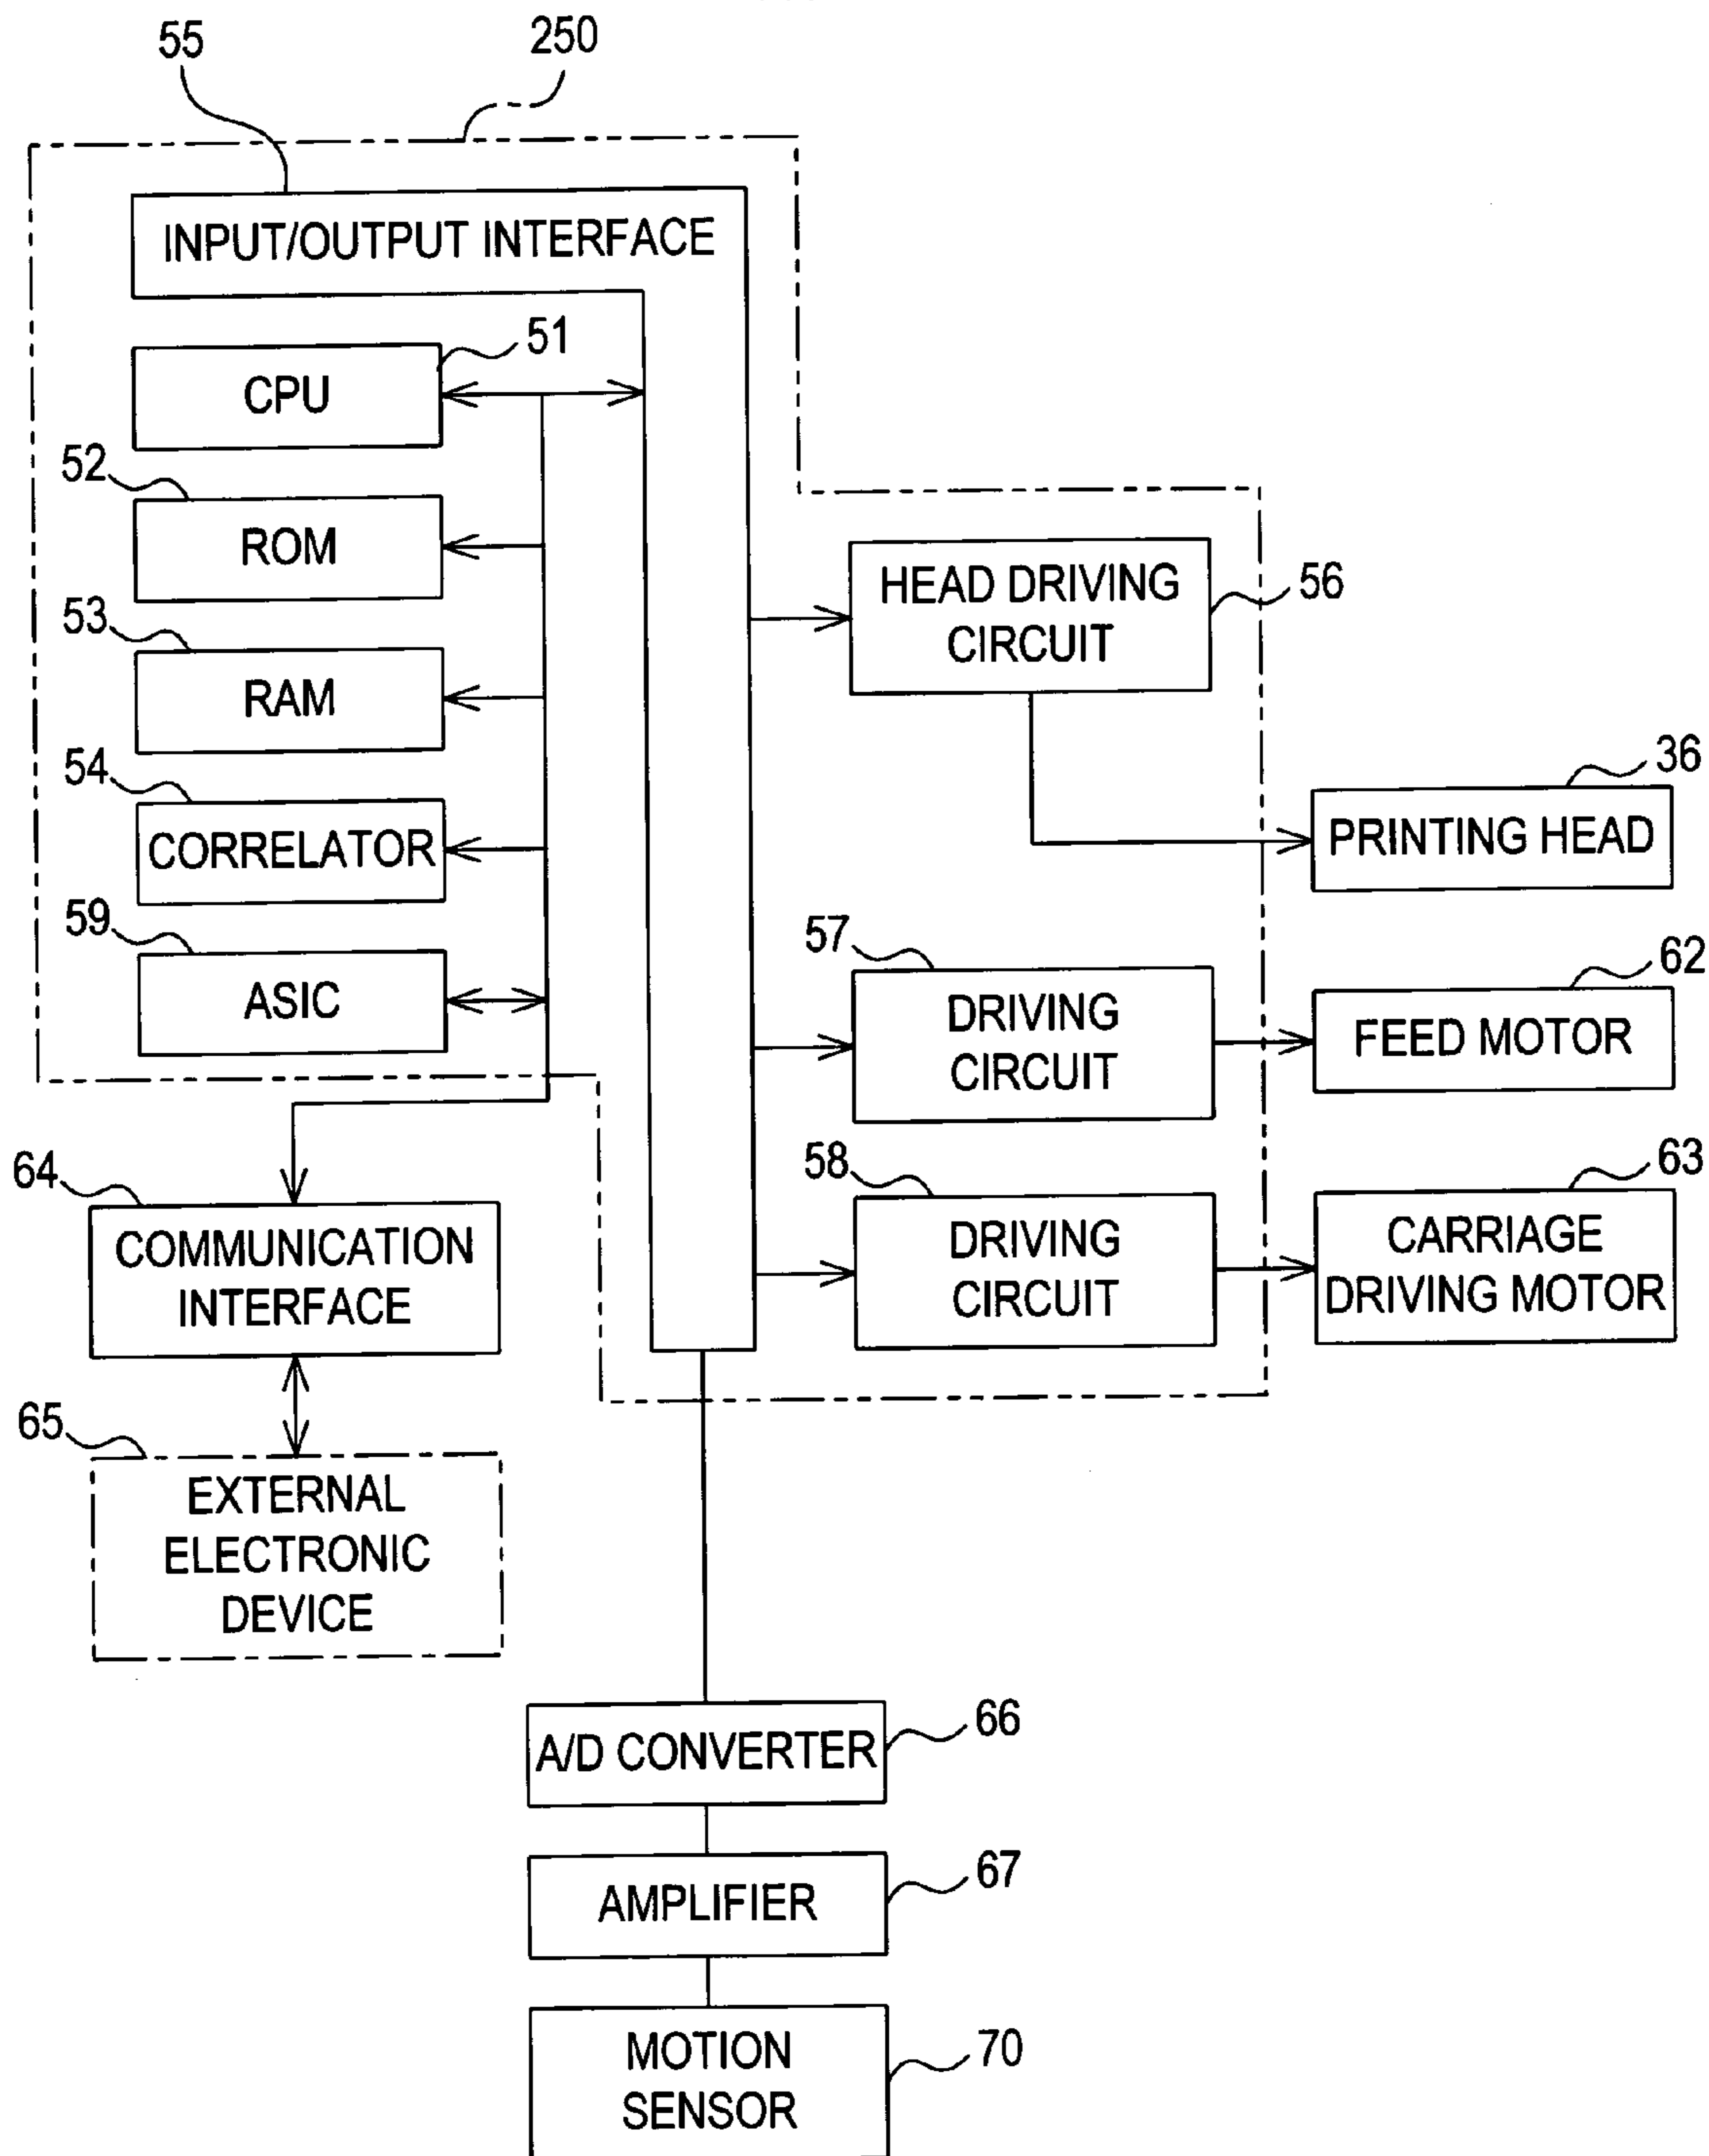 55
250
INPUT/OUTPUT INTERFACE
51
CPU
52
ROM
HEAD DRIVING
CIRCUIT
56
53
RAM
54
CORRELATOR
36
PRINTING HEAD
59
ASIC
57
DRIVING
CIRCUIT
62
FEED MOTOR
64
COMMUNICATION
INTERFACE
58
DRIVING
CIRCUIT
63
CARRIAGE
DRIVING MOTOR
65
EXTERNAL
ELECTRONIC
DEVICE
66
A/D CONVERTER
67
AMPLIFIER
70
MOTION
SENSOR